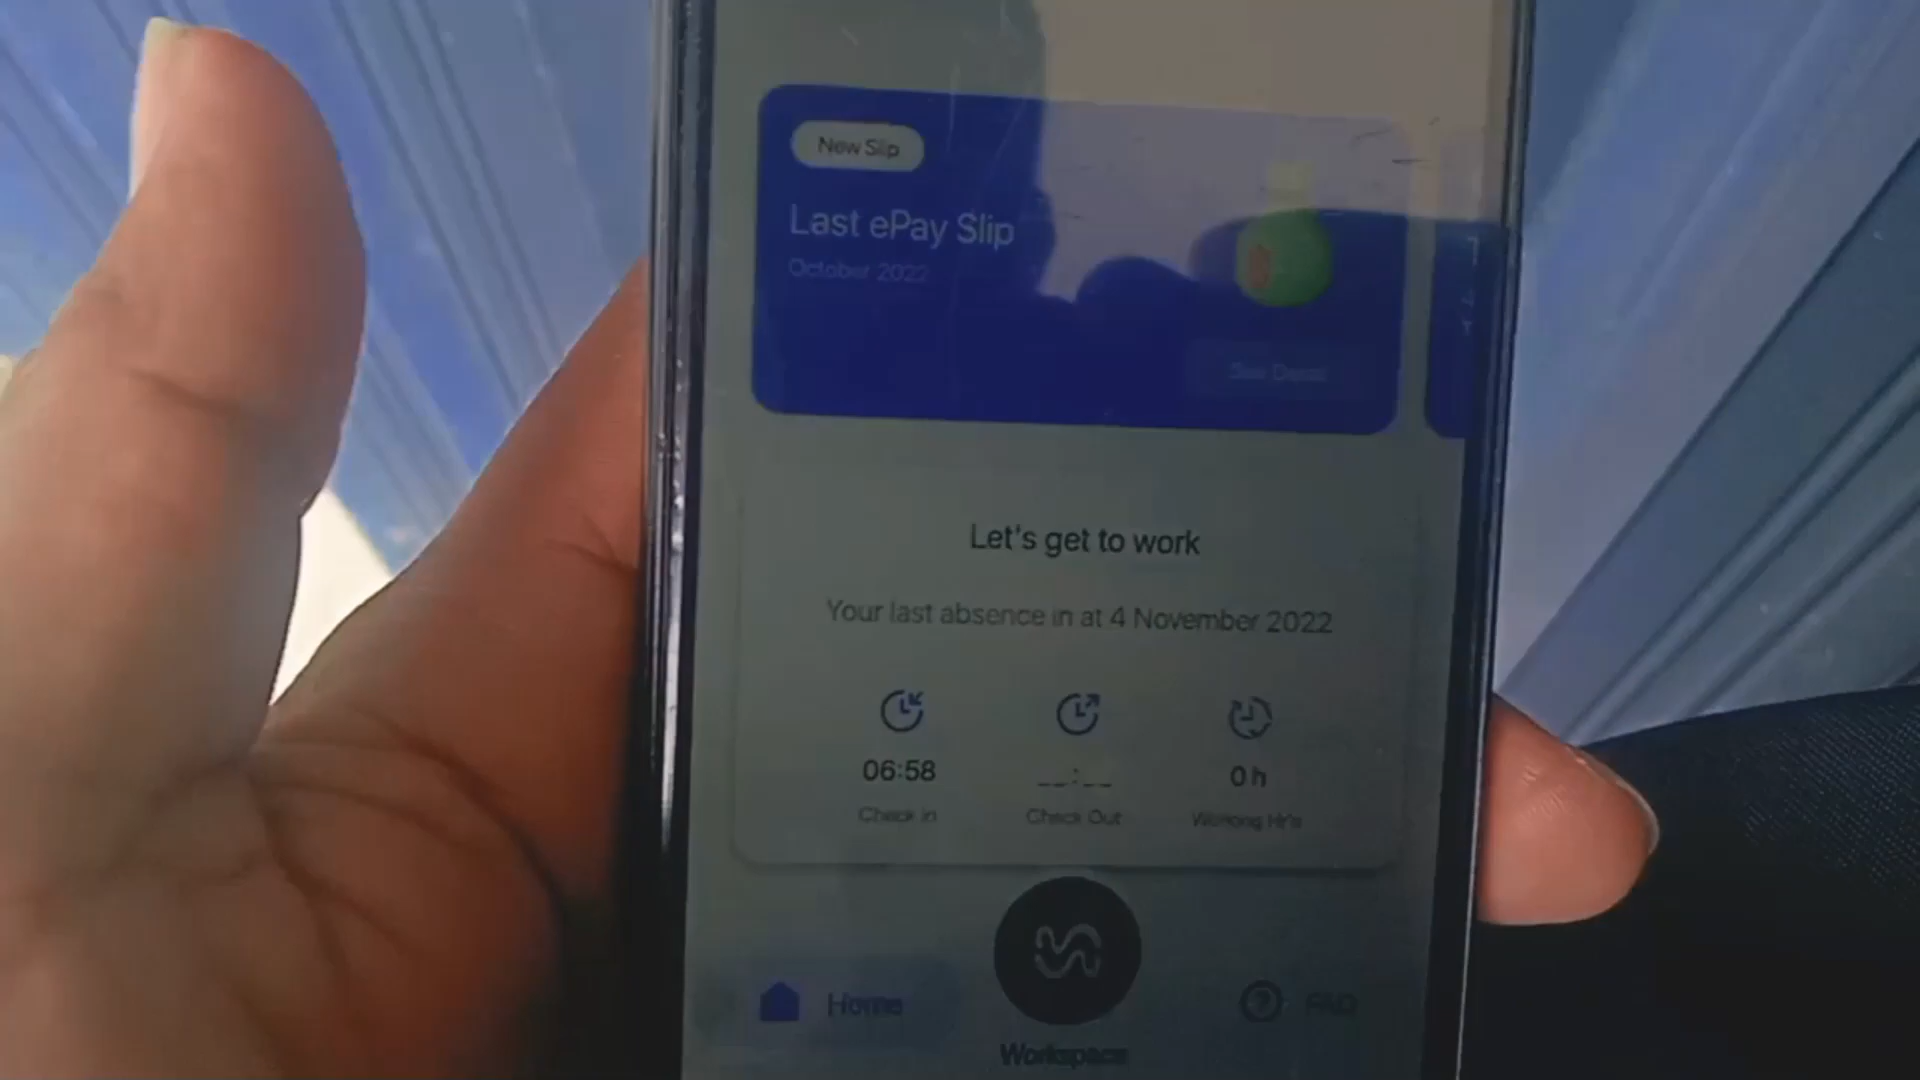 New Slip
Last ePay Slip
October 2022
See Detail
Let's get to work
Your last absence in at 4 November 2022
06:58
--:--
0 h
Check in
Check Out
Working Hr's
Home
FAQ
Workspace